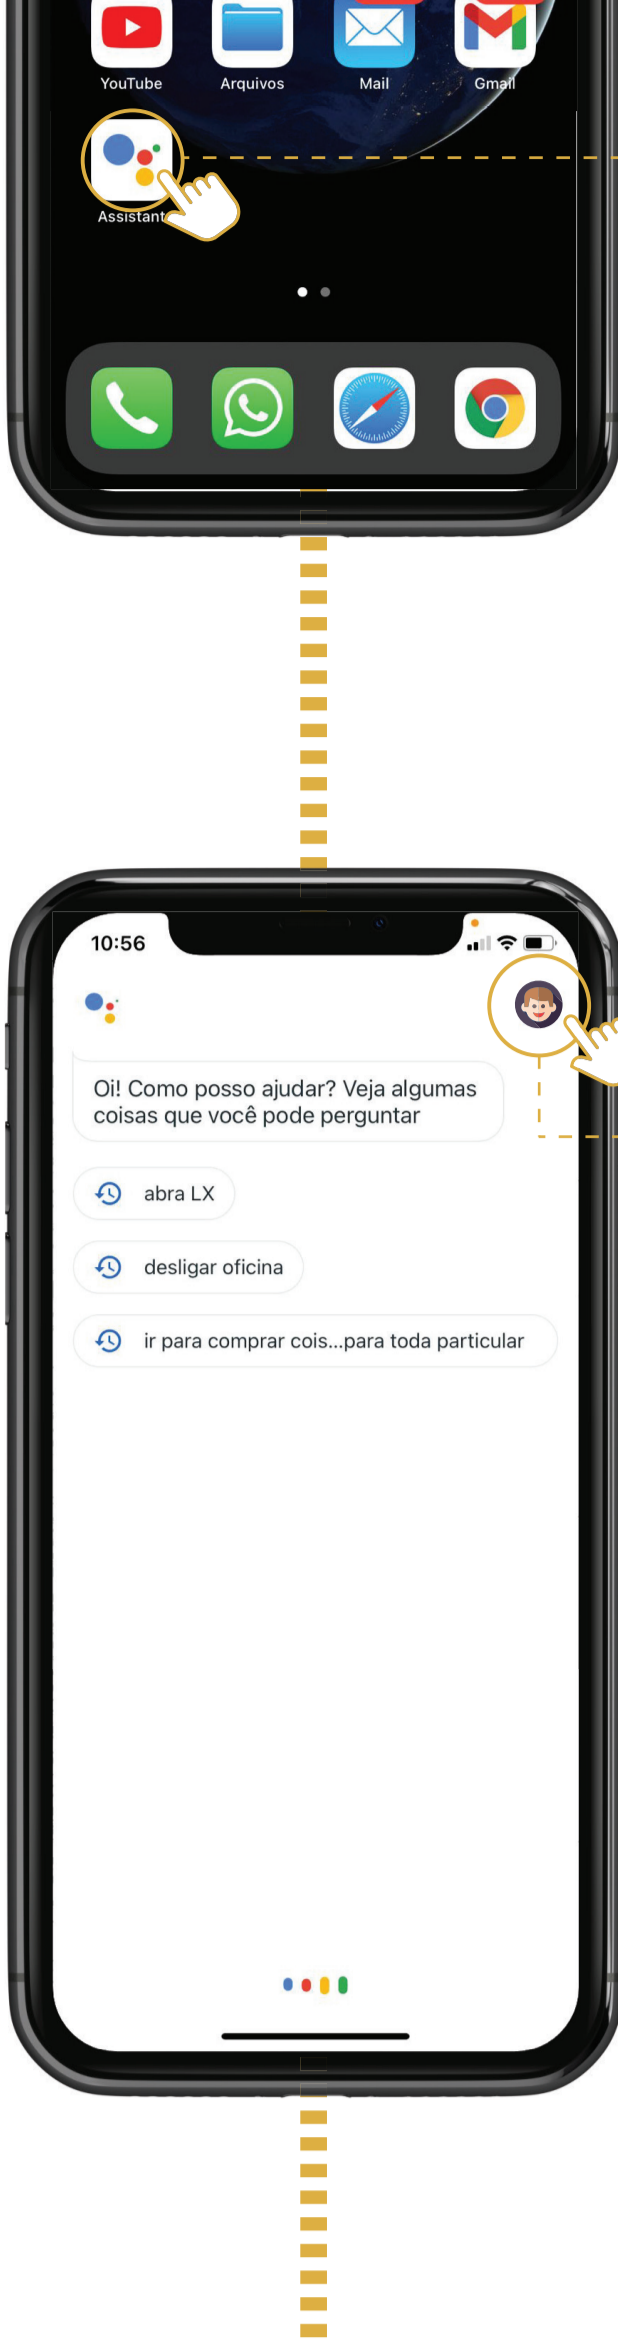 YouTube
Arquivos
Mail
Gmail
Assistant
10:56
Oi! Como posso ajudar? Veja algumas
coisas que você pode perguntar
abra LX
desligar oficina
ir para comprar cois...para toda particular